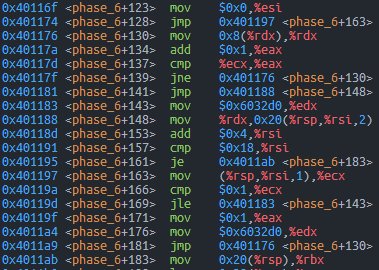 0x40116f <phase_6+123> mov $0x0,%esi
0x401174 <phase_6+128> jmp 0x401197 <phase_6+163>
0x401176 <phase_6+130> mov 0x8(%rdx),%rdx
0x40117a <phase_6+134> add $0x1,%eax
0x40117d <phase_6+137> cmp %ecx,%eax
0x40117f <phase_6+139> jne 0x401176 <phase_6+130>
0x401181 <phase_6+141> jmp 0x401188 <phase_6+148>
0x401183 <phase_6+143> mov $0x6032d0,%edx
0x401188 <phase_6+148> mov %rdx,0x20(%rsp,%rsi,2)
0x40118d <phase_6+153> add $0x4,%rsi
0x401191 <phase_6+157> cmp $0x18,%rsi
0x401195 <phase_6+161> je 0x4011ab <phase_6+183>
0x401197 <phase_6+163> mov (%rsp,%rsi,1),%ecx
0x40119a <phase_6+166> cmp $0x1,%ecx
0x40119d <phase_6+169> jle 0x401183 <phase_6+143>
0x40119f <phase_6+171> mov $0x1,%eax
0x4011a4 <phase_6+176> mov $0x6032d0,%edx
0x4011a9 <phase_6+181> jmp 0x401176 <phase_6+130>
0x4011ab <phase_6+183> mov 0x20(%rsp),%rbx